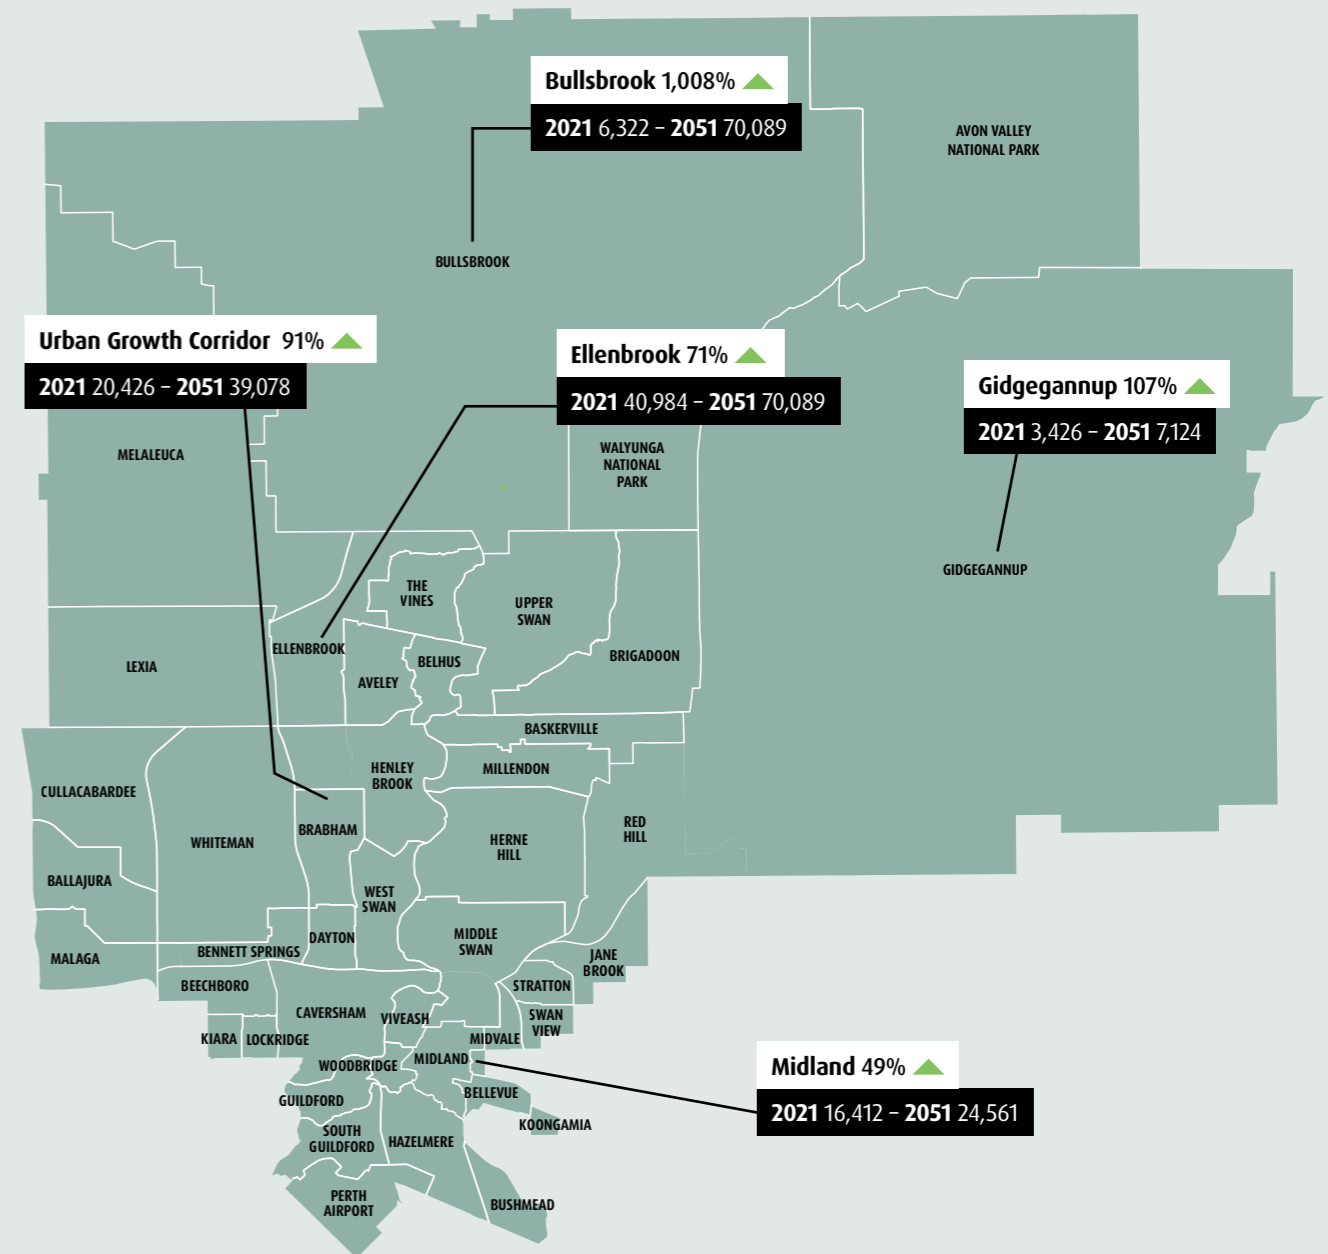 Bullsbrook 1,008%
2021 6,322 – 2051 70,089
AVON VALLEY
NATIONAL PARK
BULLSBROOK
Urban Growth Corridor 91%
2021 20,426 – 2051 39,078
Ellenbrook 71%
2021 40,984 – 2051 70,089
Gidgegannup 107%
2021 3,426 – 2051 7,124
MELALEUCA
WALYUNGA
NATIONAL
PARK
GIDGEGANNUP
THE
VINES
UPPER
SWAN
ELLENBROOK
BELHUS
BRIGADOON
LEXIA
AVELEY
BASKERVILLE
HENLEY
BROOK
MILLENDON
CULLACABARDEE
WHITEMAN
BRABHAM
HERNE
HILL
RED
HILL
BALLAJURA
WEST
SWAN
MALAGA
BENNETT SPRINGS
DAYTON
MIDDLE
SWAN
JANE
BROOK
BEECHBORO
STRATTON
CAVERSHAM
VIVEASH
SWAN
VIEW
KIARA
LOCKRIDGE
MIDVALE
WOODBRIDGE
MIDLAND
Midland 49%
2021 16,412 – 2051 24,561
GUILDFORD
BELLEVUE
KOONGAMIA
SOUTH
GUILDFORD
HAZELMERE
PERTH
AIRPORT
BUSHMEAD